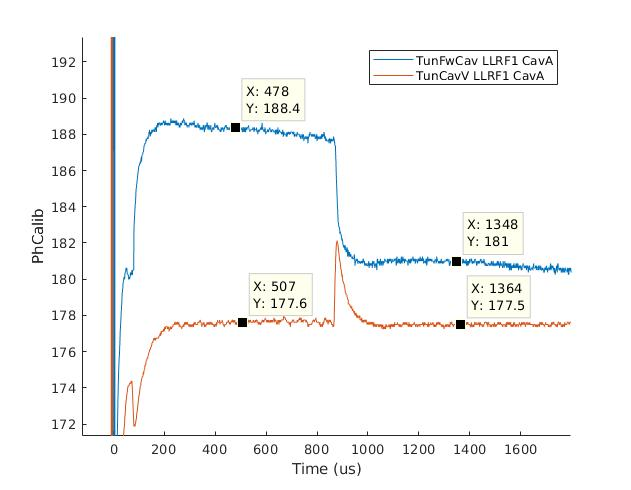 TunFwCav LLRF1 CavA
TunCavV LLRF1 CavA
192
190
188
186
184
182
180
178
176
174
172
PhCalib
X: 478
Y: 188.4
X: 1348
Y: 181
X: 507
Y: 177.6
X: 1364
Y: 177.5
0 200 400 600 800 1000 1200 1400 1600
Time (us)